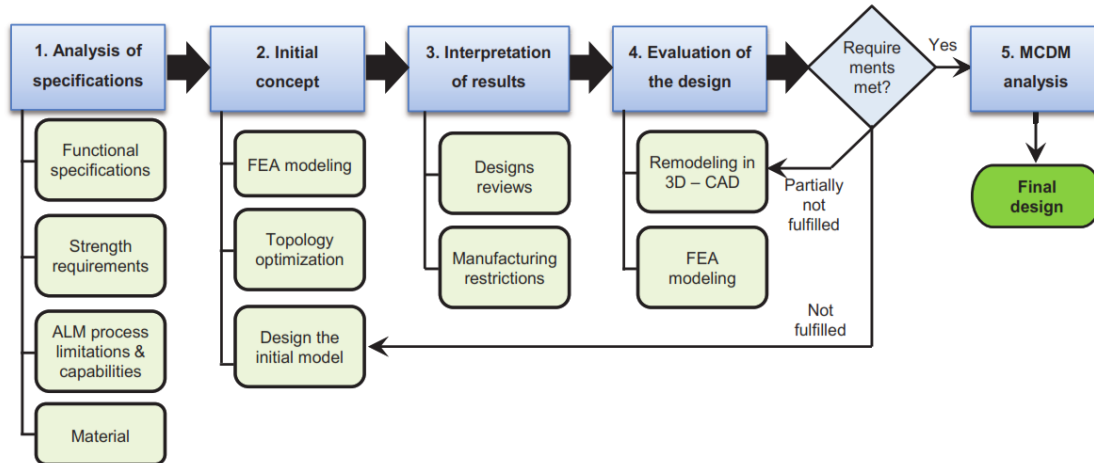 1. Analysis of
specifications
Functional
specifications
Strength
requirements
ALM process
limitations &
capabilities
Material
2. Initial
concept
FEA modeling
Topology
optimization
Design the
initial model
3. Interpretation
of results
Designs
reviews
Manufacturing
restrictions
4. Evaluation of
the design
Remodeling in
3D – CAD
FEA
modeling
Require
ments
met?
Yes
Partially
not
fulfilled
Not
fulfilled
5. MCDM
analysis
Final
design